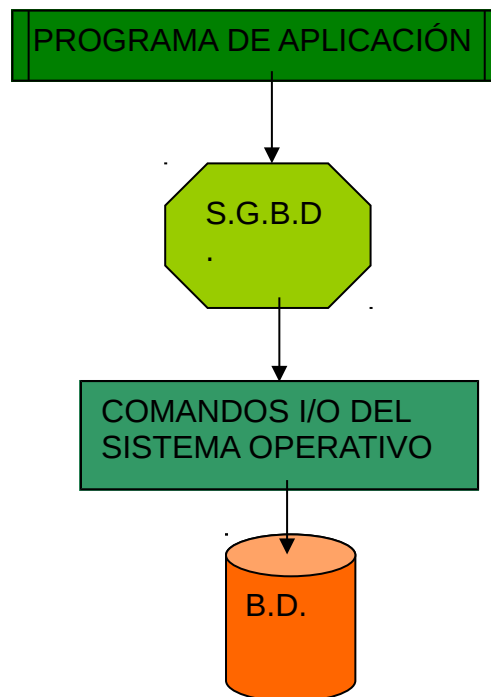 PROGRAMA DE APLICACIÓN
S.G.B.D
.
COMANDOS I/O DEL
SISTEMA OPERATIVO
B.D.